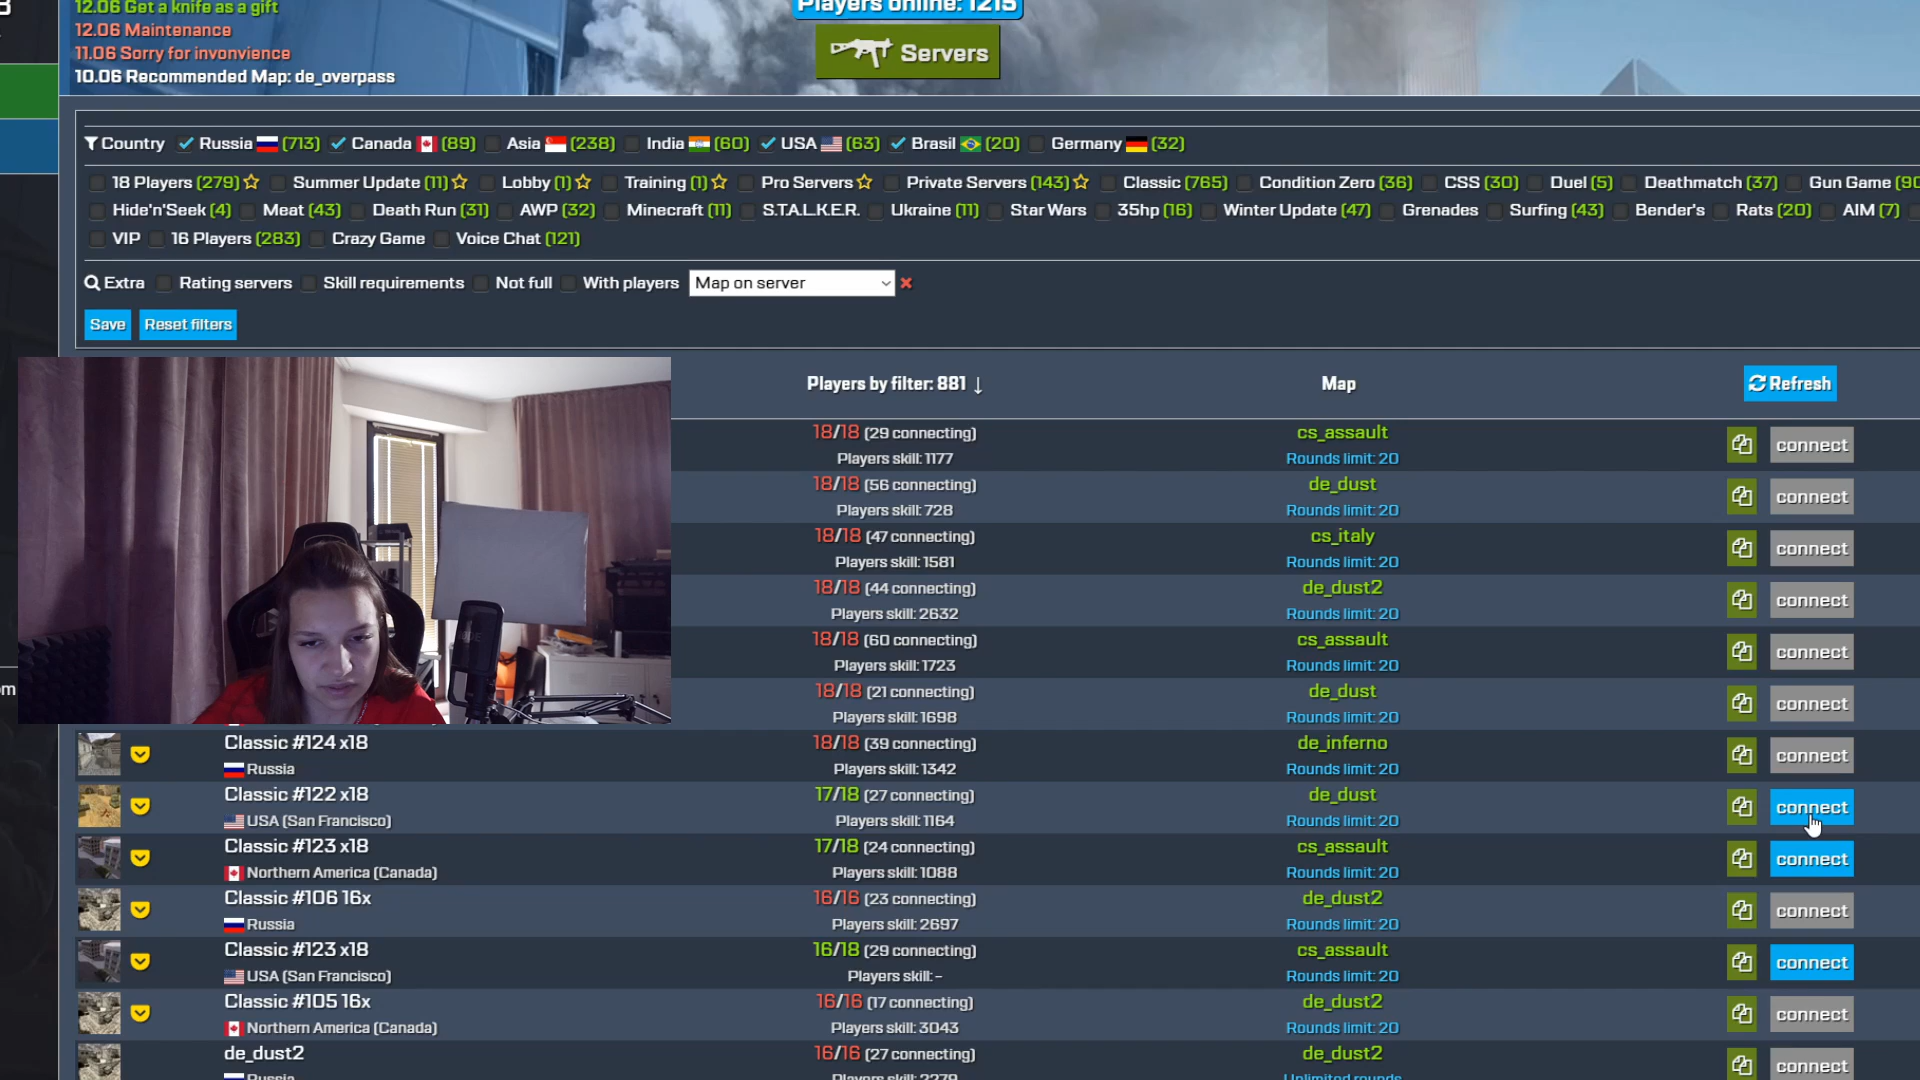 12.06 Get a knife as a gift
12.06 Maintenance
11.06 Sorry for invonvience
10.06 Recommended Map: de_overpass
Players online: 1215
Servers
Country Russia (713) Canada (89) Asia (238) India (60) USA (63) Brasil (20) Germany (32)
18 Players (279) Summer Update (11) Lobby (1) Training (1) Pro Servers Private Servers (143) Classic (765) Condition Zero (36) CSS (30) Duel (5) Deathmatch (37) Gun Game (90
Hide'n'Seek (4) Meat (43) Death Run (31) AWP (32) Minecraft (11) S.T.A.L.K.E.R. Ukraine (11) Star Wars 35hp (16) Winter Update (47) Grenades Surfing (43) Bender's Rats (20) AIM (7)
VIP 16 Players (283) Crazy Game Voice Chat (121)
Extra Rating servers Skill requirements Not full With players Map on server
Save Reset filters
Players by filter: 881 ↓ Map Refresh
18/18 (29 connecting) cs_assault connect
Players skill: 1177 Rounds limit: 20
18/18 (56 connecting) de_dust connect
Players skill: 728 Rounds limit: 20
18/18 (47 connecting) cs_italy connect
Players skill: 1581 Rounds limit: 20
18/18 (44 connecting) de_dust2 connect
Players skill: 2632 Rounds limit: 20
18/18 (60 connecting) cs_assault connect
Players skill: 1723 Rounds limit: 20
18/18 (21 connecting) de_dust connect
om
Players skill: 1698 Rounds limit: 20
Classic #124 x18 18/18 (39 connecting) de_inferno connect
Russia Players skill: 1342 Rounds limit: 20
Classic #122 x18 17/18 (27 connecting) de_dust connect
USA (San Francisco) Players skill: 1164 Rounds limit: 20
Classic #123 x18 17/18 (24 connecting) cs_assault connect
Northern America (Canada) Players skill: 1088 Rounds limit: 20
Classic #106 16x 16/16 (23 connecting) de_dust2 connect
Russia Players skill: 2697 Rounds limit: 20
Classic #123 x18 16/18 (29 connecting) cs_assault connect
USA (San Francisco) Players skill: - Rounds limit: 20
Classic #105 16x 16/16 (17 connecting) de_dust2 connect
Northern America (Canada) Players skill: 3043 Rounds limit: 20
de_dust2 16/16 (27 connecting) de_dust2 connect
Russia Players skill: 2279 Unlimited rounds